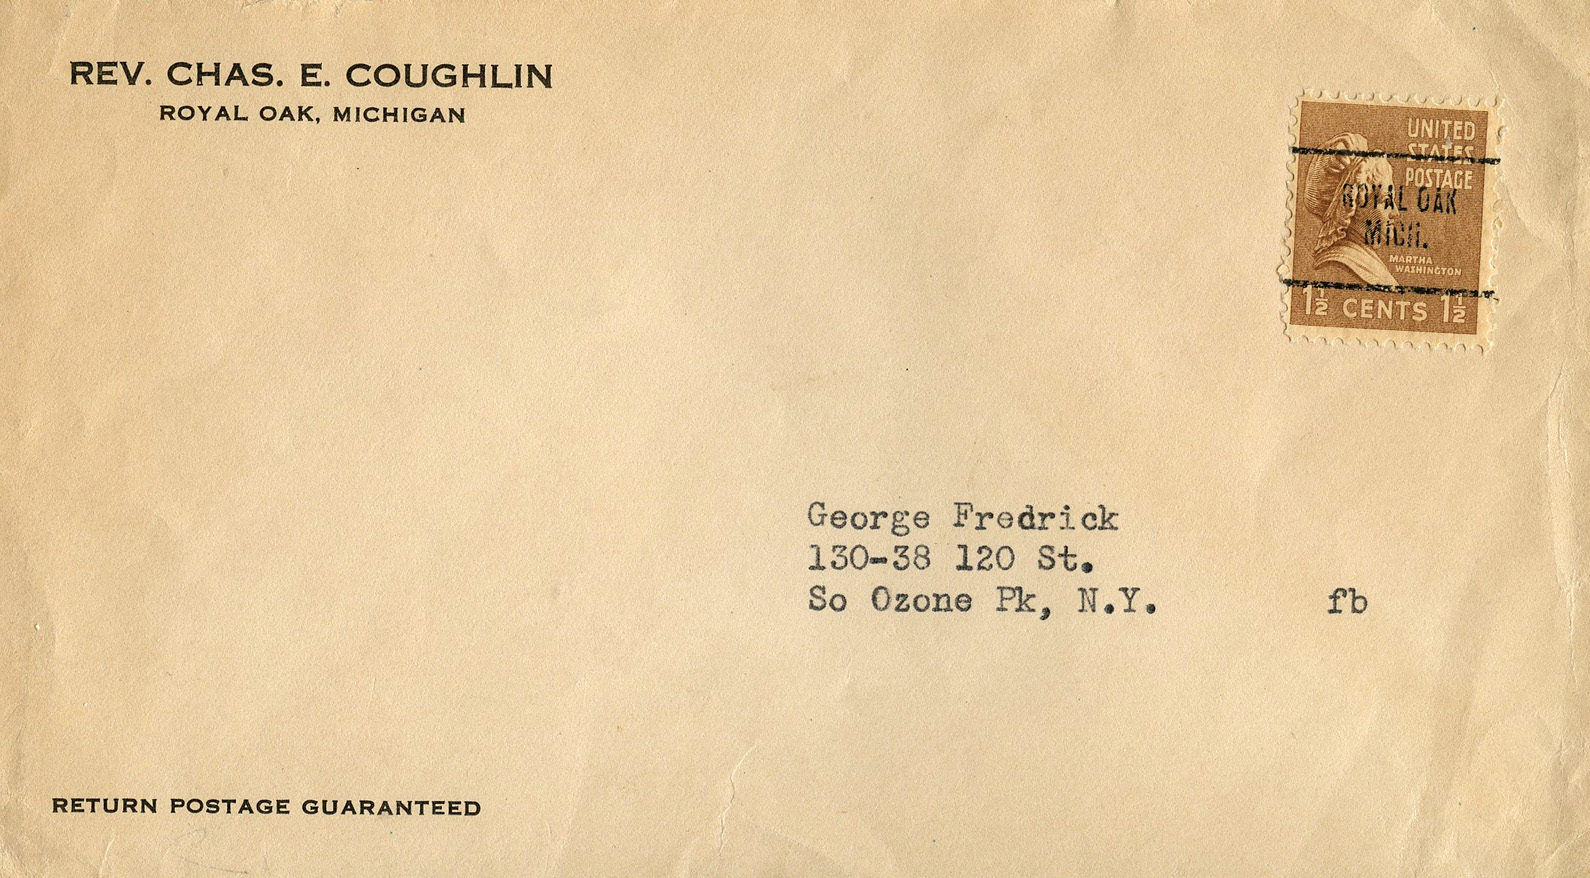 REV. CHAS. E. COUGHLIN
ROYAL OAK, MICHIGAN
UNITED
STATES
POSTAGE
ROYAL OAK
MICH.
MARTHA
WASHINGTON
1½ CENTS 1½
George Fredrick
130-38 120 St.
So Ozone Pk, N.Y. fb
RETURN POSTAGE GUARANTEED